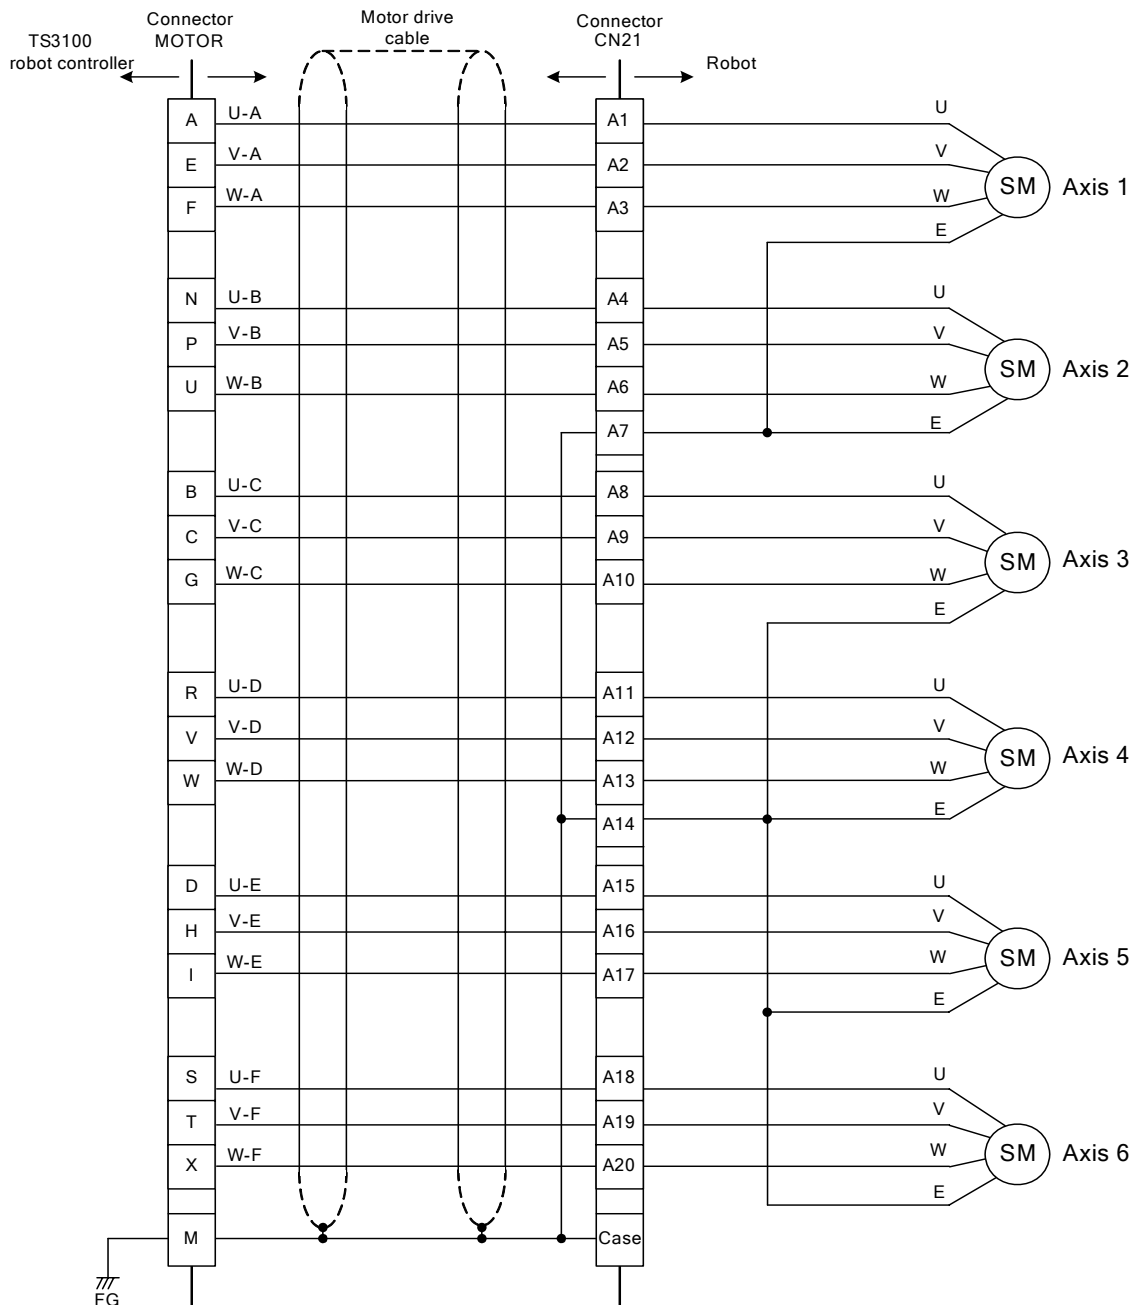 TS3100
robot controller
Connector
MOTOR
Motor drive
cable
Connector
CN21
Robot
A U-A A1 U
E V-A A2 V
F W-A A3 W
E
SM Axis 1
N U-B A4 U
P V-B A5 V
U W-B A6 W
A7 E
SM Axis 2
B U-C A8 U
C V-C A9 V
G W-C A10 W
E
SM Axis 3
R U-D A11 U
V V-D A12 V
W W-D A13 W
A14 E
SM Axis 4
D U-E A15 U
H V-E A16 V
I W-E A17 W
E
SM Axis 5
S U-F A18 U
T V-F A19 V
X W-F A20 W
E
SM Axis 6
M Case
FG